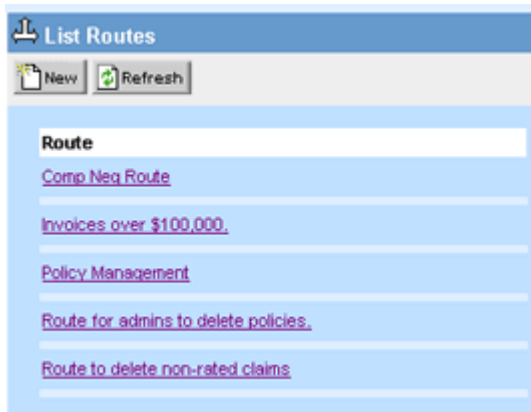 List Routes
New Refresh
Route
Comp Neg Route
Invoices over $100,000.
Policy Management
Route for admins to delete policies.
Route to delete non-rated claims